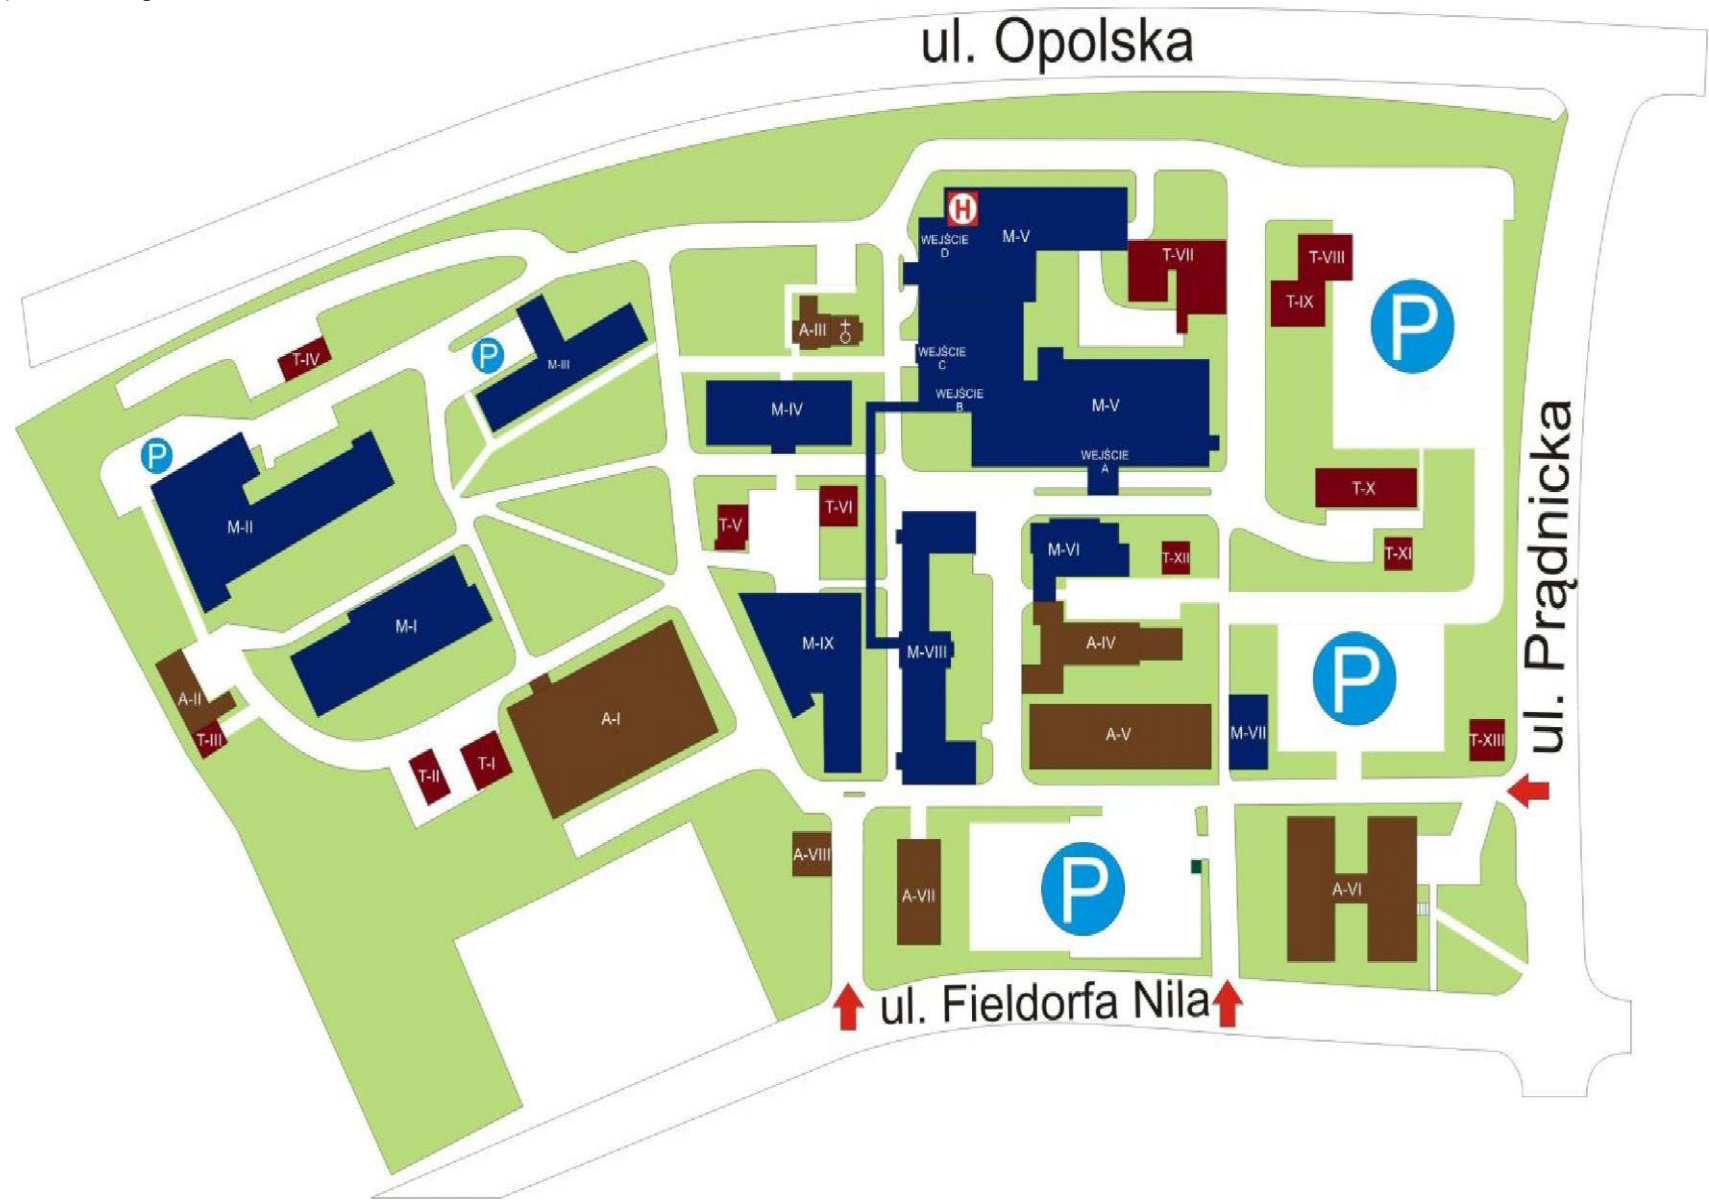 ul. Opolska
H
WEJŚCIE
D
M-V
T-VII
T-VIII
T-IX
P
A-III
T-IV
P
M-III
WEJŚCIE
C
WEJŚCIE
B
M-IV
M-V
WEJŚCIE
A
P
M-II
T-V
T-VI
T-X
M-VI
T-XII
T-XI
ul. Prądnicka
M-I
M-IX
M-VIII
A-IV
P
A-II
T-III
A-I
A-V
M-VII
T-XIII
T-II
T-I
A-VIII
A-VII
P
A-VI
ul. Fieldorfa Nila